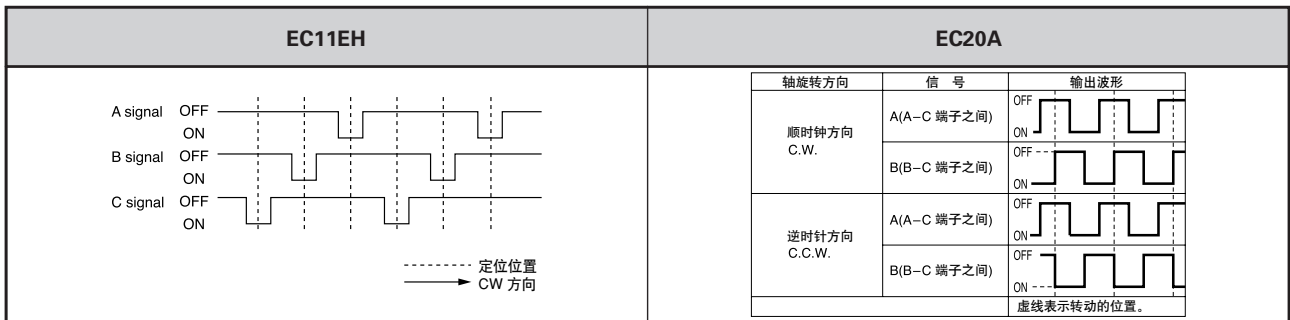 EC11EH
EC20A
A signal OFF
ON
B signal OFF
ON
C signal OFF
ON
定位位置
CW 方向
轴旋转方向 信 号 输出波形
顺时钟方向
C.W.
A(A–C 端子之间)
OFF
ON
B(B–C 端子之间)
OFF
ON
逆时针方向
C.C.W.
A(A–C 端子之间)
OFF
ON
B(B–C 端子之间)
OFF
ON
虚线表示转动的位置。